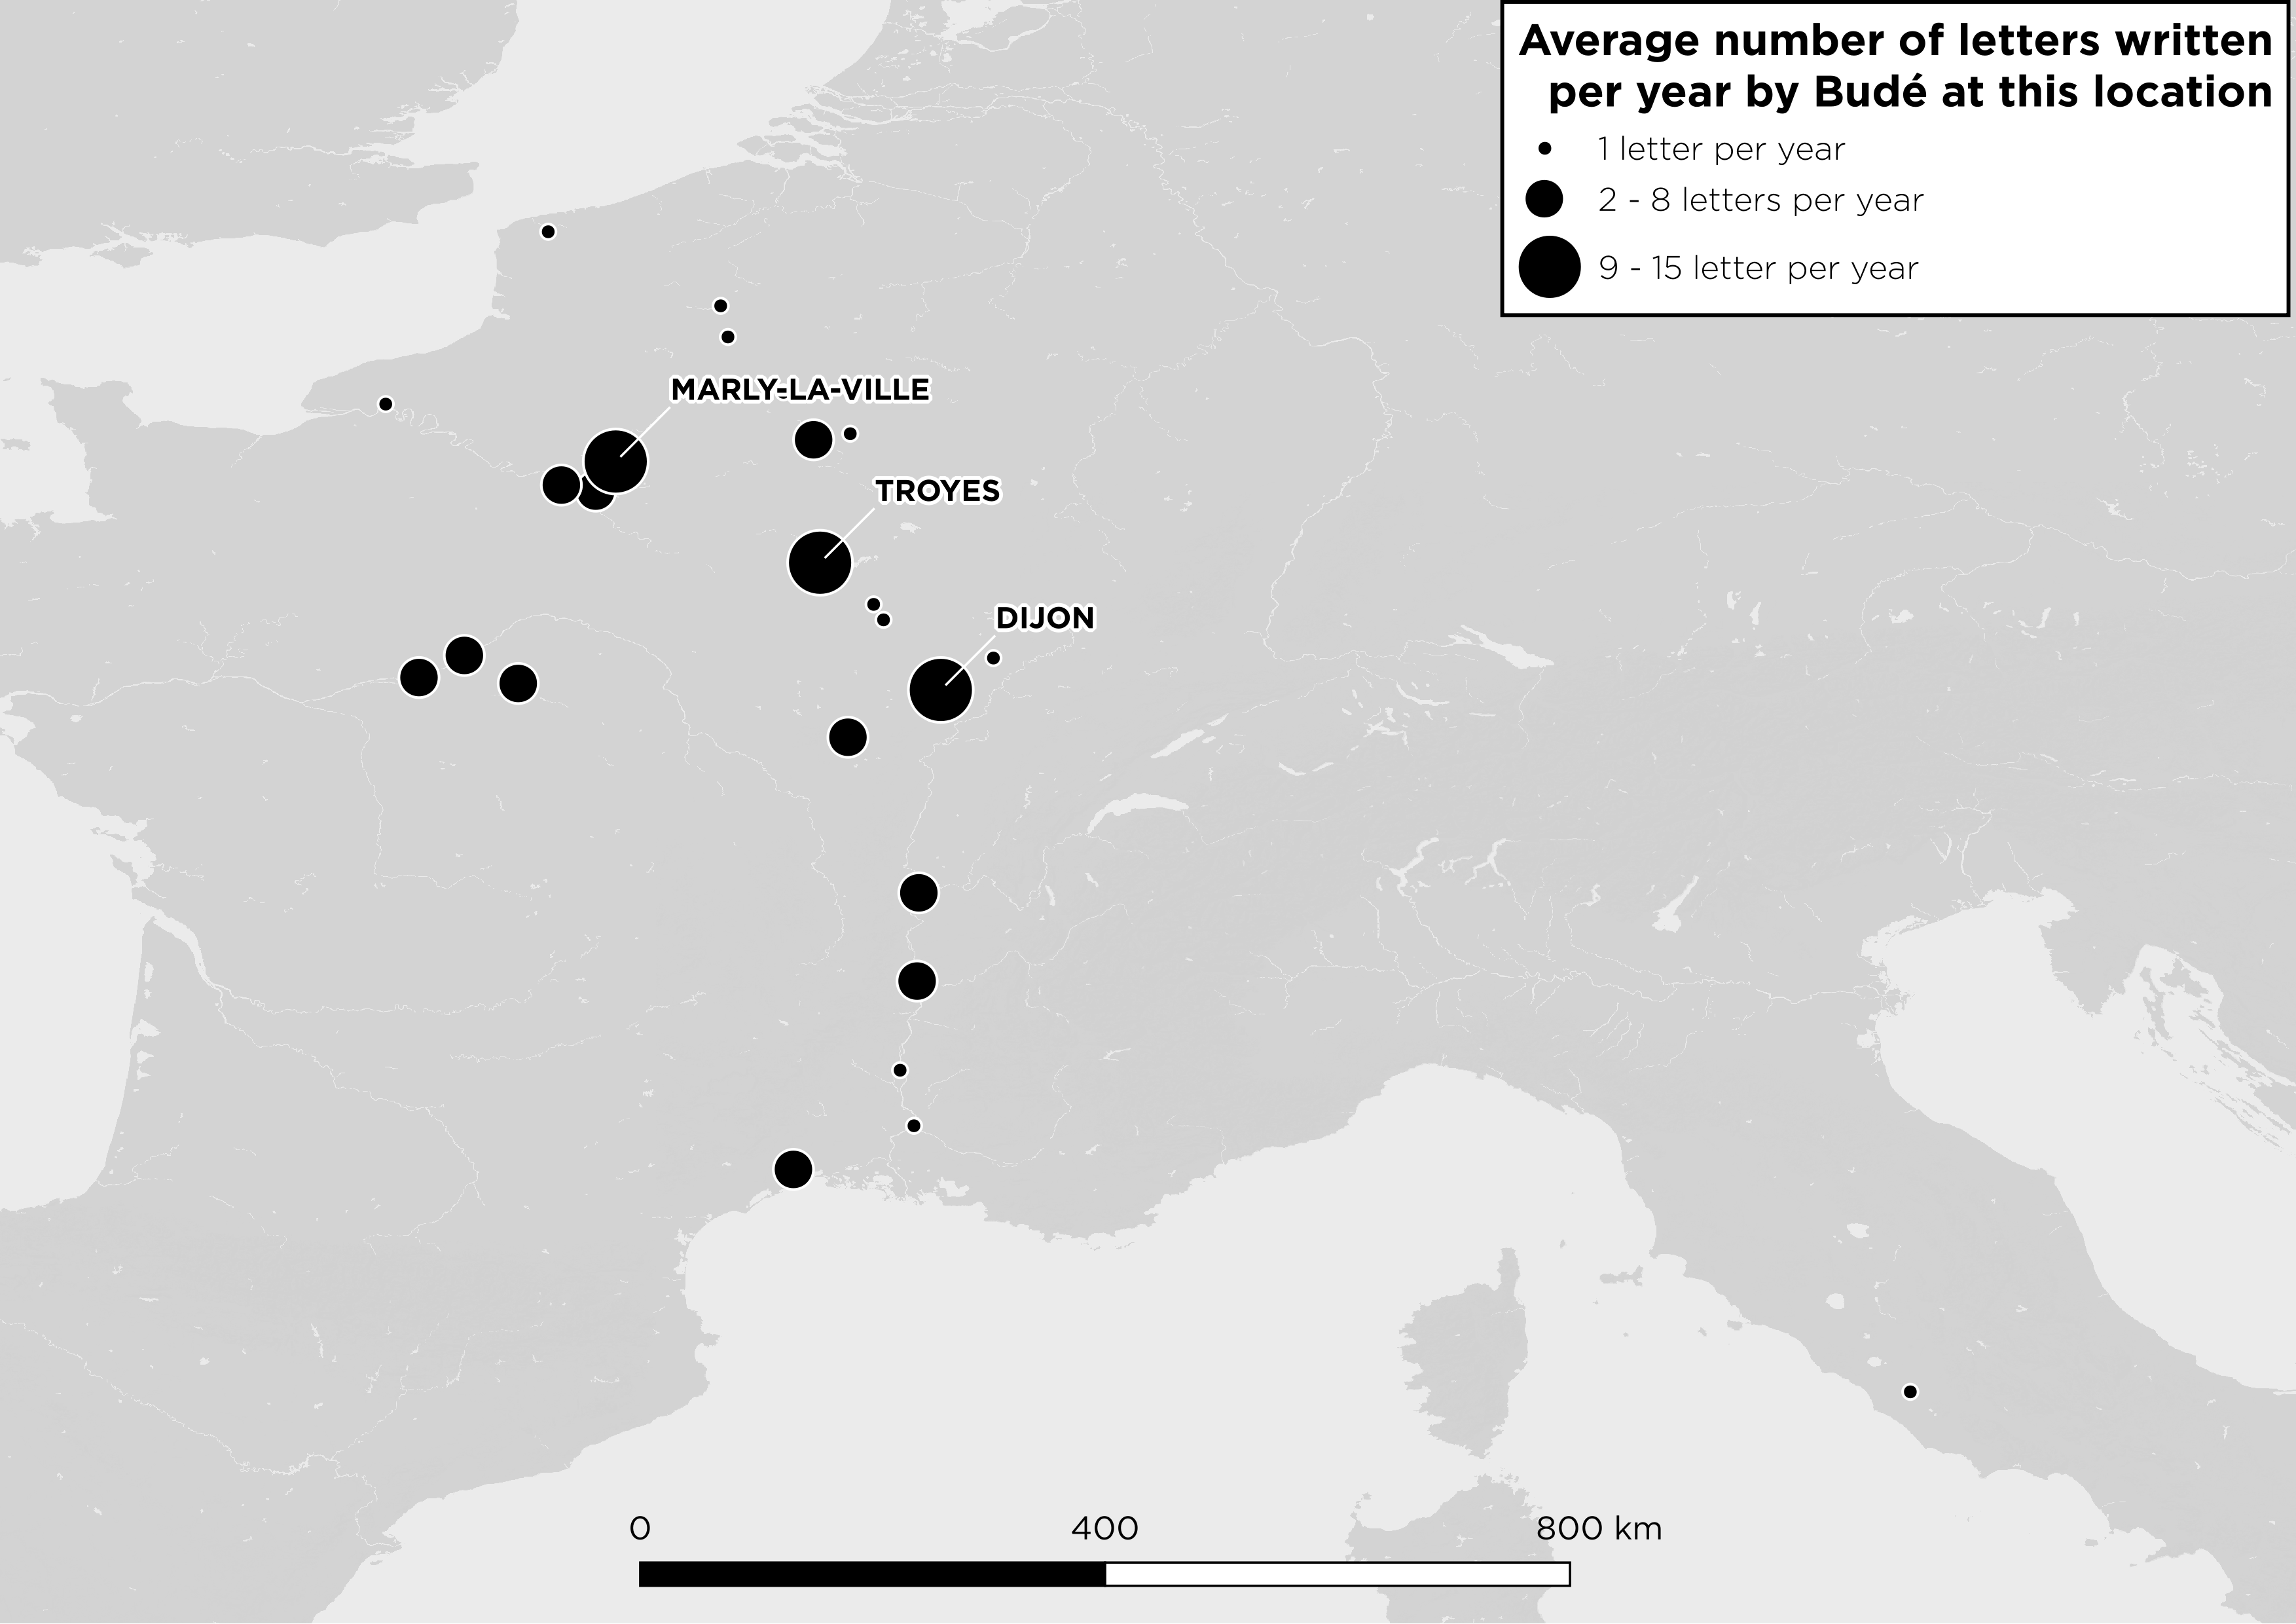 Average number of letters written
per year by Budé at this location
1 letter per year
2 - 8 letters per year
9 - 15 letter per year
MARLY-LA-VILLE
TROYES
DIJON
0 400 800 km